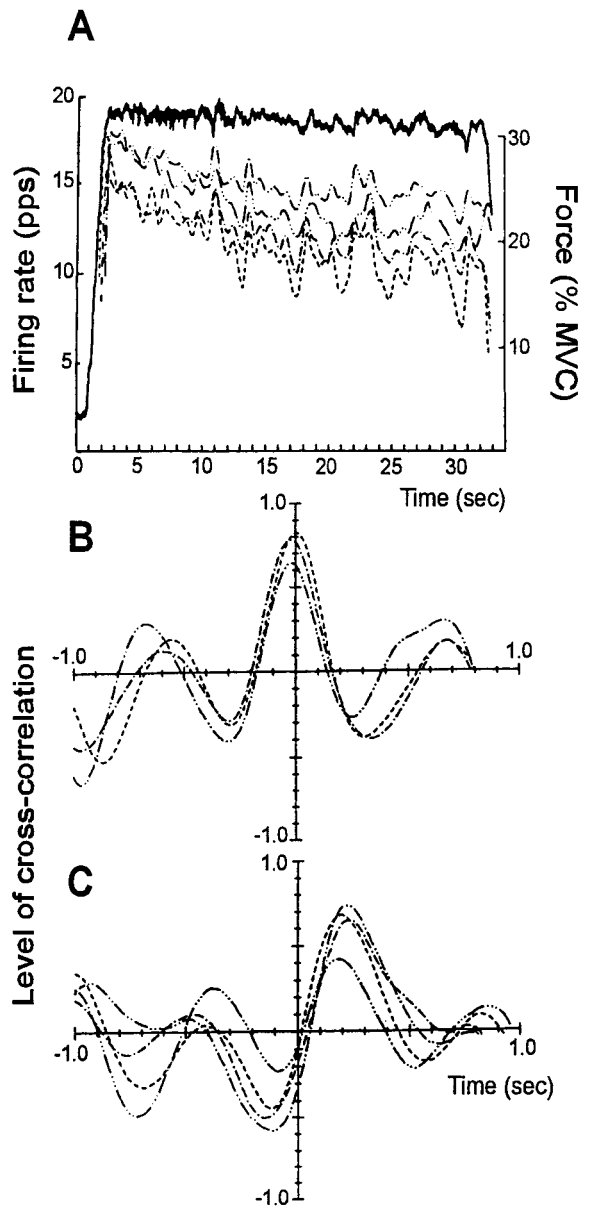 A
Firing rate (pps)
20
15
10
5
30
20
10
Force (% MVC)
0 5 10 15 20 25 30
Time (sec)
B
Level of cross-correlation
1.0
-1.0
1.0
-1.0
C
1.0
-1.0
1.0
Time (sec)
-1.0